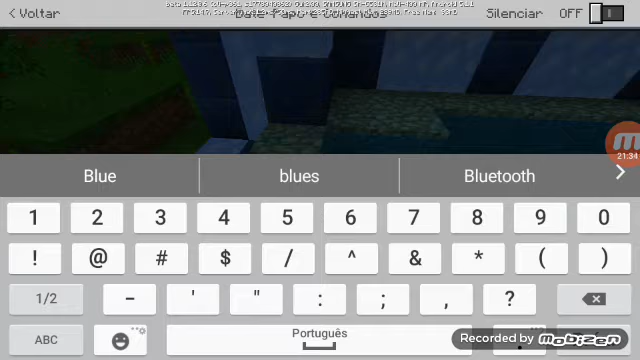 Voltar
Bate-Papo e Comandos
Silenciar OFF
21:34
Blue blues Bluetooth
1 2 3 4 5 6 7 8 9 0
! @ # $ / ^ & * ( )
1/2 - ' " : ; , ? 
ABC Português
Recorded by mobizen